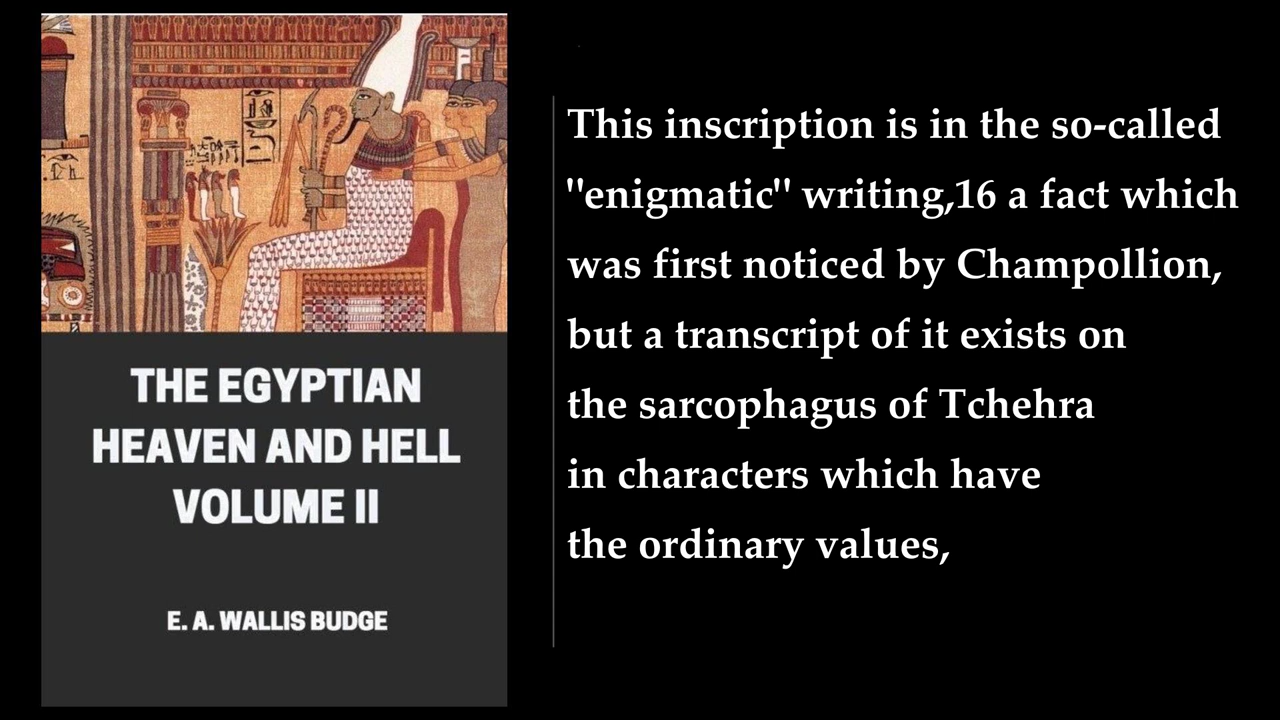 THE EGYPTIAN
HEAVEN AND HELL
VOLUME II
E. A. WALLIS BUDGE
This inscription is in the so-called
"enigmatic" writing,16 a fact which
was first noticed by Champollion,
but a transcript of it exists on
the sarcophagus of Tchehra
in characters which have
the ordinary values,